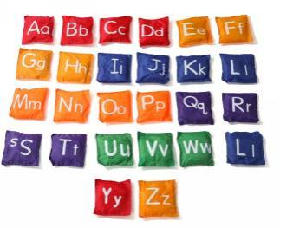 Aa Bb Cc Dd Ee Ff
Gg Hh Ii Jj Kk Ll
Mm Nn Oo Pp Qq Rr
sS Tt Uu Vv Ww Ll
Yy Zz